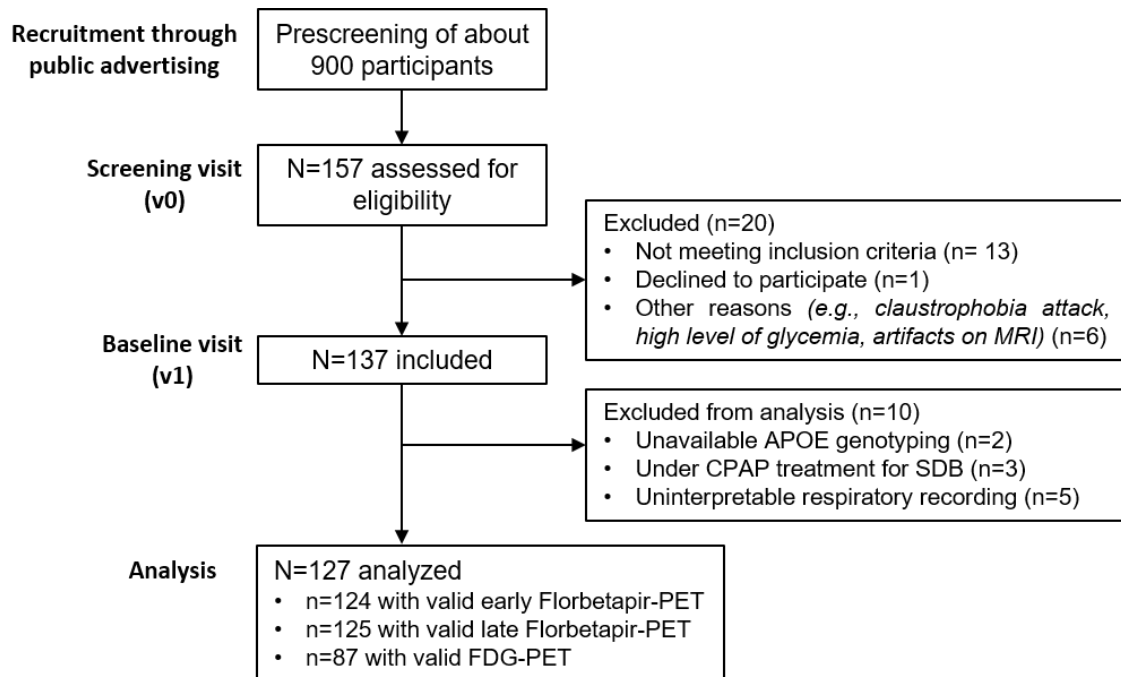 Recruitment through
public advertising
Prescreening of about
900 participants
Screening visit
(v0)
N=157 assessed for
eligibility
Excluded (n=20)
• Not meeting inclusion criteria (n= 13)
• Declined to participate (n=1)
• Other reasons (e.g., claustrophobia attack,
high level of glycemia, artifacts on MRI) (n=6)
Baseline visit
(v1)
N=137 included
Excluded from analysis (n=10)
• Unavailable APOE genotyping (n=2)
• Under CPAP treatment for SDB (n=3)
• Uninterpretable respiratory recording (n=5)
Analysis
N=127 analyzed
• n=124 with valid early Florbetapir-PET
• n=125 with valid late Florbetapir-PET
• n=87 with valid FDG-PET